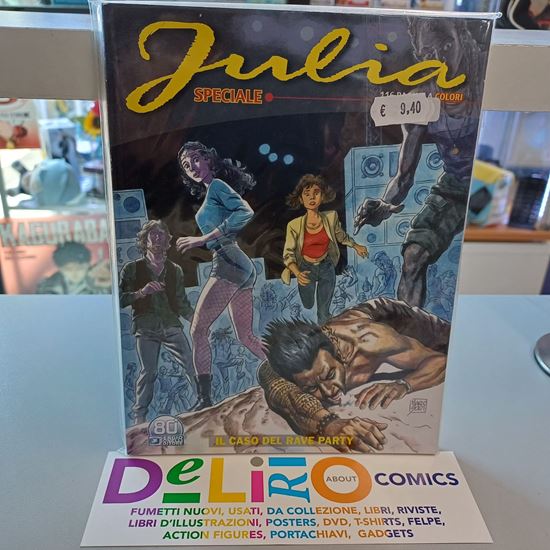 Julia
SPECIALE
116 PAGINE A COLORI
€ 9,40
KAGURABA
80
IL CASO DEL RAVE PARTY
DeLiRiO ABOUT COMICS
FUMETTI NUOVI, USATI, DA COLLEZIONE, LIBRI, RIVISTE,
LIBRI D'ILLUSTRAZIONI, POSTERS, DVD, T-SHIRTS, FELPE,
ACTION FIGURES, PORTACHIAVI, GADGETS